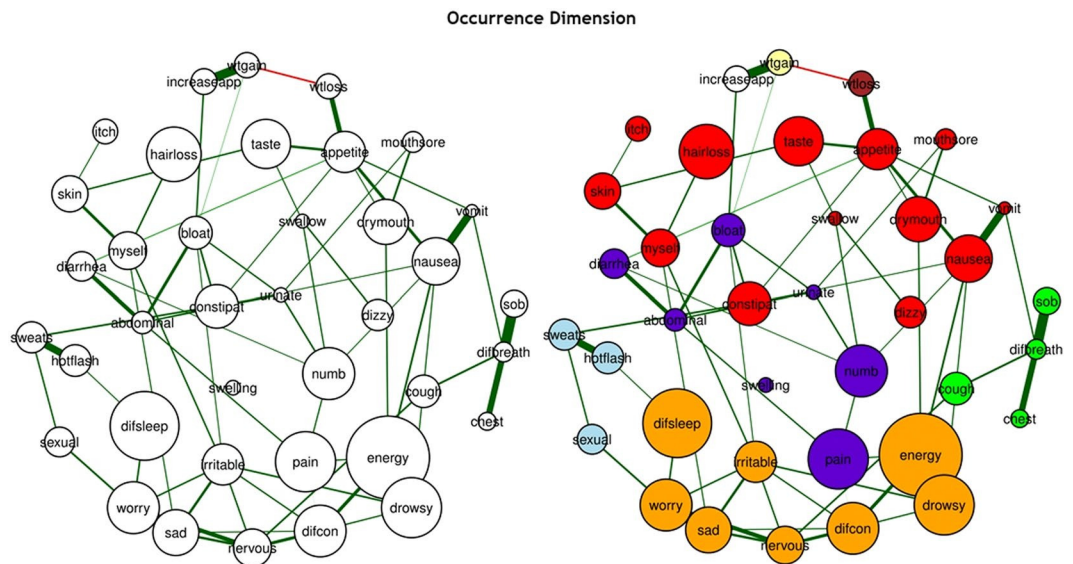 Occurrence Dimension
wtgain
increaseapp
wtloss
itch
taste
mouthsore
hairloss
appetite
skin
vomit
swallow
drymouth
bloat
myself
diarrhea
nausea
urinate
constipat
sob
dizzy
abdominal
sweats
difbreath
hotflash
numb
swelling
cough
chest
difsleep
sexual
energy
irritable
pain
worry
drowsy
sad
difcon
nervous
wtgain
increaseapp
wtloss
itch
taste
mouthsore
hairloss
appetite
skin
vomit
swallow
drymouth
bloat
myself
diarrhea
nausea
urinate
constipat
sob
dizzy
abdominal
sweats
difbreath
hotflash
numb
swelling
cough
chest
difsleep
sexual
energy
irritable
pain
worry
drowsy
sad
difcon
nervous